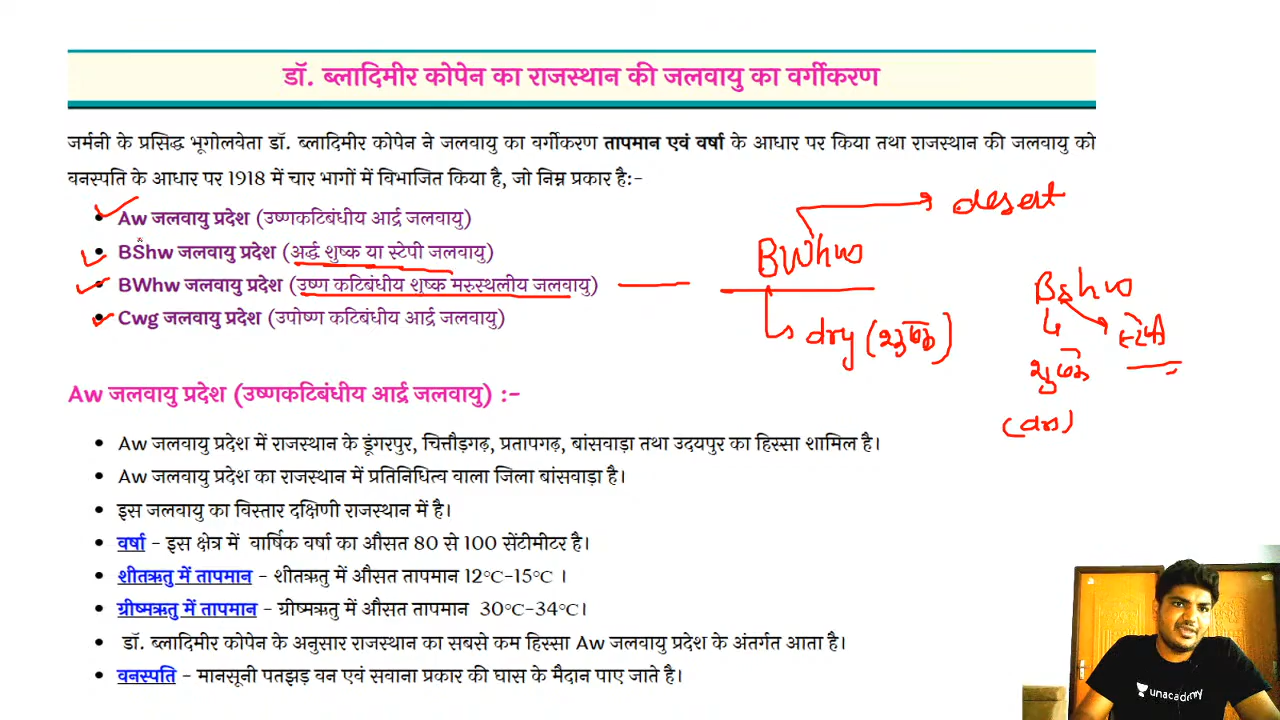 डॉ. ब्लादिमीर कोपेन का राजस्थान की जलवायु का वर्गीकरण
जर्मनी के प्रसिद्ध भूगोलवेता डॉ. ब्लादिमीर कोपेन ने जलवायु का वर्गीकरण तापमान एवं वर्षा के आधार पर किया तथा राजस्थान की जलवायु को
वनस्पति के आधार पर 1918 में चार भागों में विभाजित किया है, जो निम्न प्रकार है:-
• Aw जलवायु प्रदेश (उष्णकटिबंधीय आर्द्र जलवायु)
• BShw जलवायु प्रदेश (अर्द्ध शुष्क या स्टेपी जलवायु)
• BWhw जलवायु प्रदेश (उष्ण कटिबंधीय शुष्क मरुस्थलीय जलवायु)
• Cwg जलवायु प्रदेश (उपोष्ण कटिबंधीय आर्द्र जलवायु)
desert
BWhw
dry (शुष्क)
Bshw
स्टेपी
शुष्क
Aw जलवायु प्रदेश (उष्णकटिबंधीय आर्द्र जलवायु) :-
• Aw जलवायु प्रदेश में राजस्थान के डूंगरपुर, चित्तौड़गढ़, प्रतापगढ़, बांसवाड़ा तथा उदयपुर का हिस्सा शामिल है।
• Aw जलवायु प्रदेश का राजस्थान में प्रतिनिधित्व वाला जिला बांसवाड़ा है।
• इस जलवायु का विस्तार दक्षिणी राजस्थान में है।
• वर्षा - इस क्षेत्र में वार्षिक वर्षा का औसत 80 से 100 सेंटीमीटर है।
• शीतऋतु में तापमान - शीतऋतु में औसत तापमान 12°C-15°C ।
• ग्रीष्मऋतु में तापमान - ग्रीष्मऋतु में औसत तापमान 30°C-34°C।
• डॉ. ब्लादिमीर कोपेन के अनुसार राजस्थान का सबसे कम हिस्सा Aw जलवायु प्रदेश के अंतर्गत आता है।
• वनस्पति - मानसूनी पतझड़ वन एवं सवाना प्रकार की घास के मैदान पाए जाते है।
unacademy